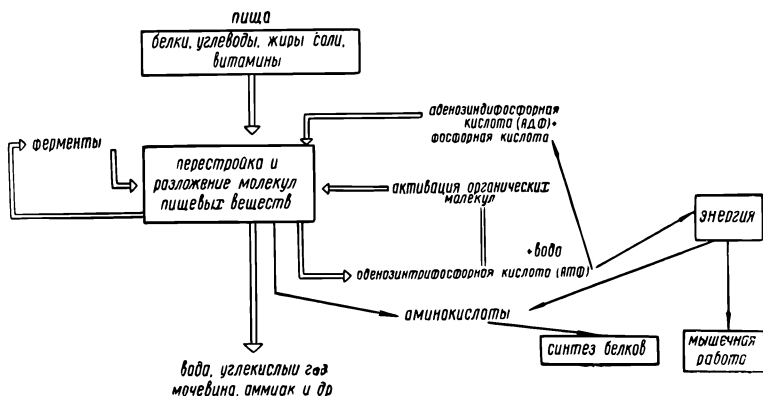 пища
белки, углеводы, жиры соли,
витамины
аденозиндифосфорная
кислота (АДФ)+
фосфорная кислота
ферменты
перестройка и
разложение молекул
пищевых веществ
активация органических
молекул
энергия
+вода
аденозинтрифосфорная кислота (АТФ)
аминокислоты
синтез белков
мышечная
работа
вода, углекислый газ
мочевина, аммиак и др